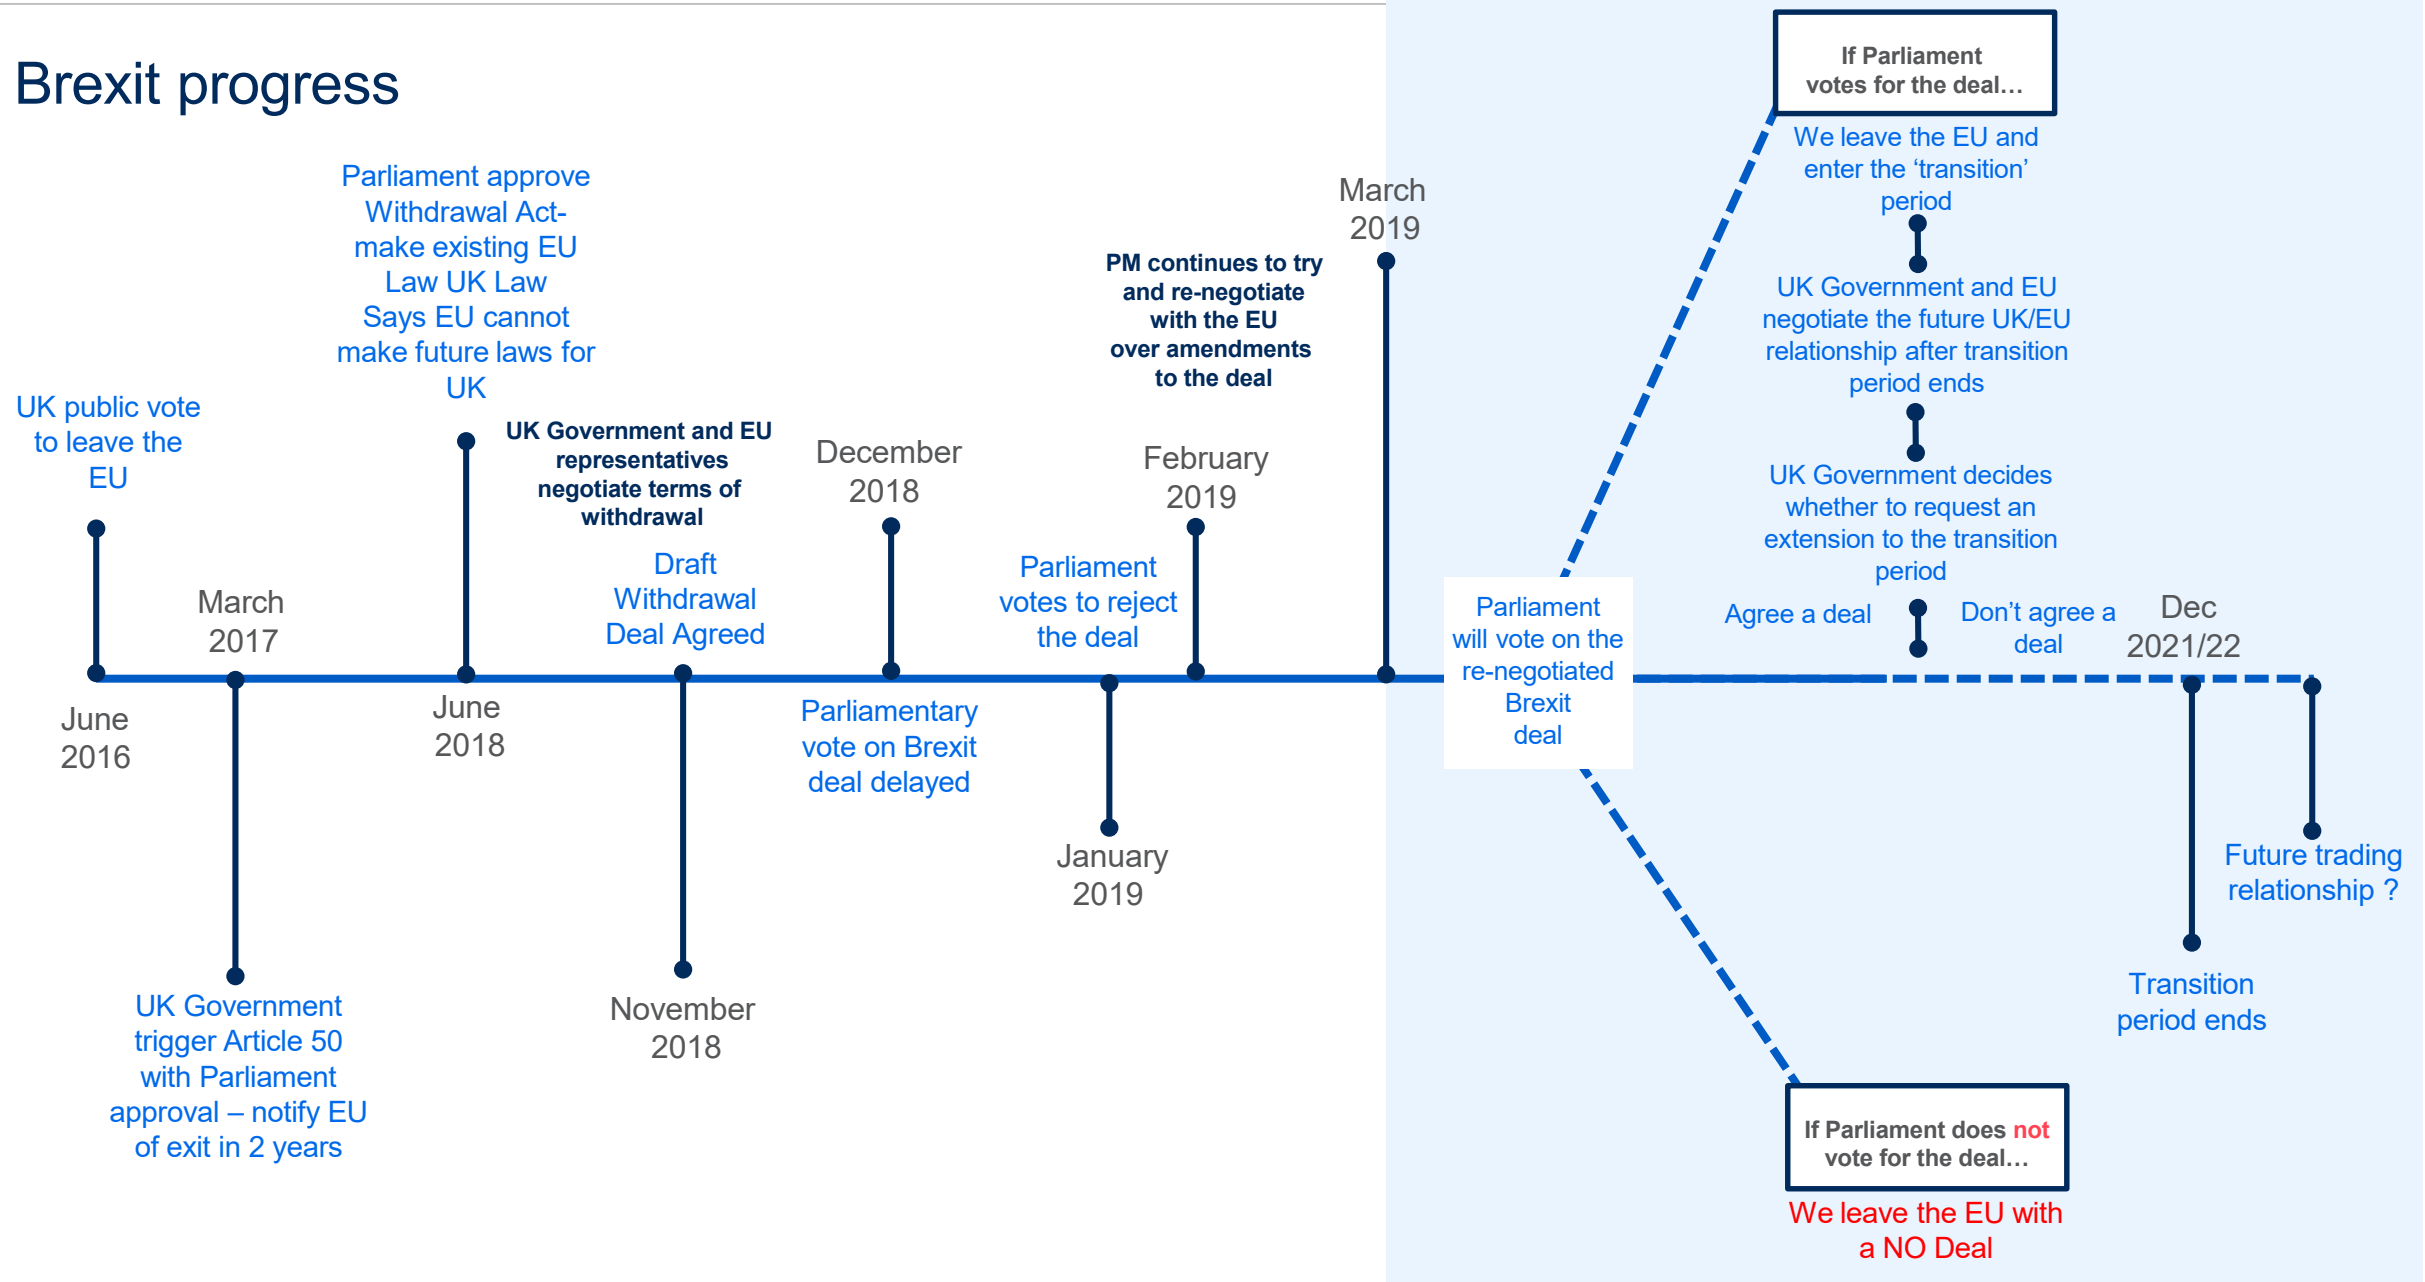 Brexit progress
UK public vote
to leave the
EU
June
2016
March
2017
UK Government
trigger Article 50
with Parliament
approval – notify EU
of exit in 2 years
Parliament approve
Withdrawal Act-
make existing EU
Law UK Law
Says EU cannot
make future laws for
UK
June
2018
UK Government and EU
representatives
negotiate terms of
withdrawal
Draft
Withdrawal
Deal Agreed
November
2018
December
2018
Parliamentary
vote on Brexit
deal delayed
Parliament
votes to reject
the deal
January
2019
PM continues to try
and re-negotiate
with the EU
over amendments
to the deal
February
2019
March
2019
Parliament
will vote on the
re-negotiated
Brexit
deal
If Parliament
votes for the deal…
We leave the EU and
enter the ‘transition’
period
UK Government and EU
negotiate the future UK/EU
relationship after transition
period ends
UK Government decides
whether to request an
extension to the transition
period
Agree a deal
Don’t agree a
deal
Dec
2021/22
Transition
period ends
Future trading
relationship ?
If Parliament does not
vote for the deal…
We leave the EU with
a NO Deal